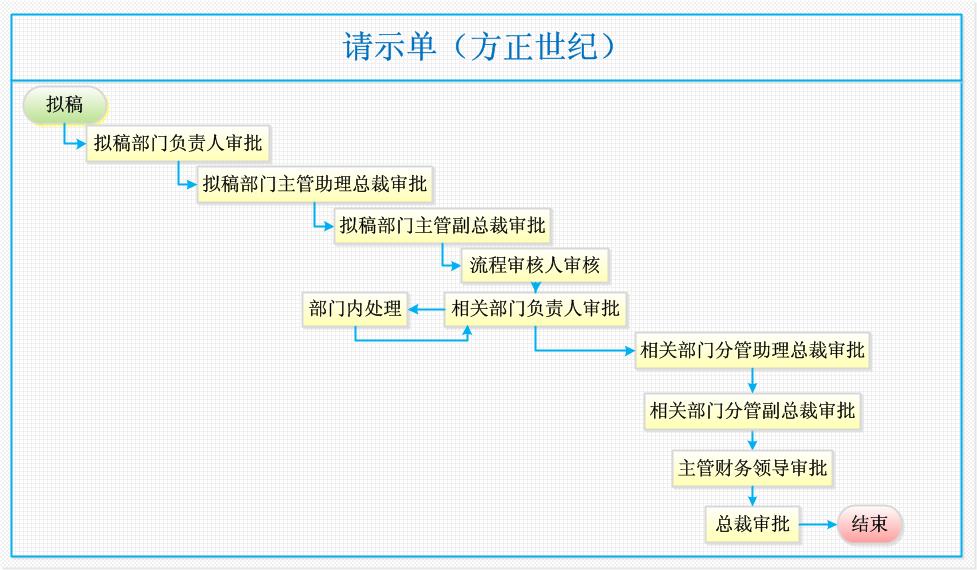 请示单（方正世纪）
拟稿
拟稿部门负责人审批
拟稿部门主管助理总裁审批
拟稿部门主管副总裁审批
流程审核人审核
部门内处理
相关部门负责人审批
相关部门分管助理总裁审批
相关部门分管副总裁审批
主管财务领导审批
总裁审批
结束